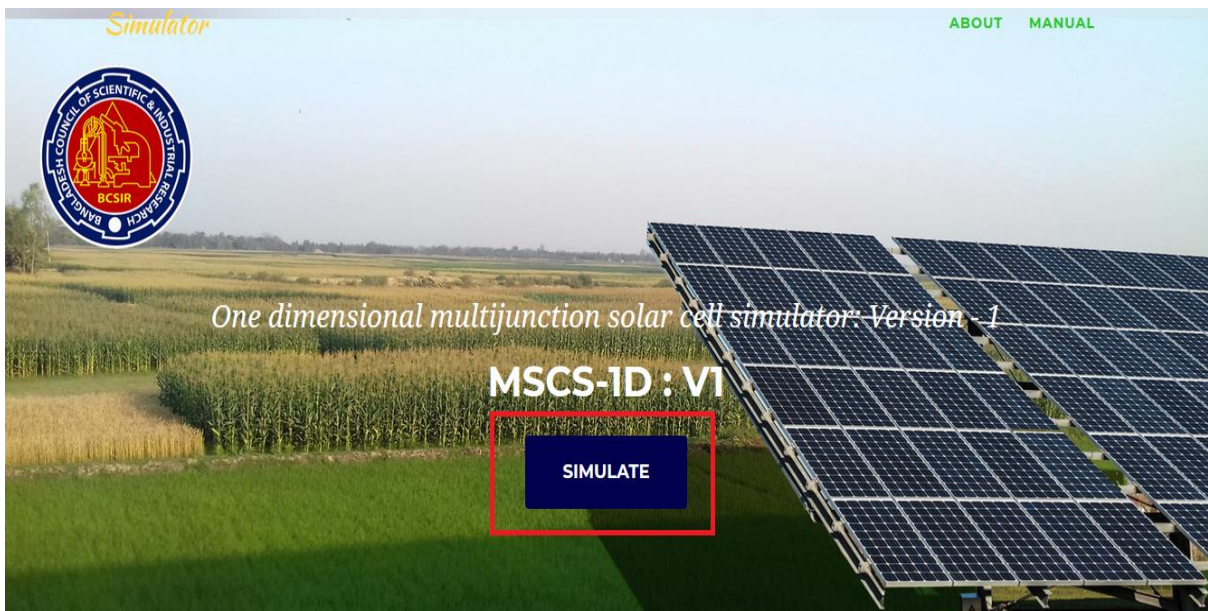 Simulator
ABOUT MANUAL
BANGLADESH COUNCIL OF SCIENTIFIC & INDUSTRIAL RESEARCH
BCSIR
One dimensional multijunction solar cell simulator: Version - 1
MSCS-1D : V1
SIMULATE